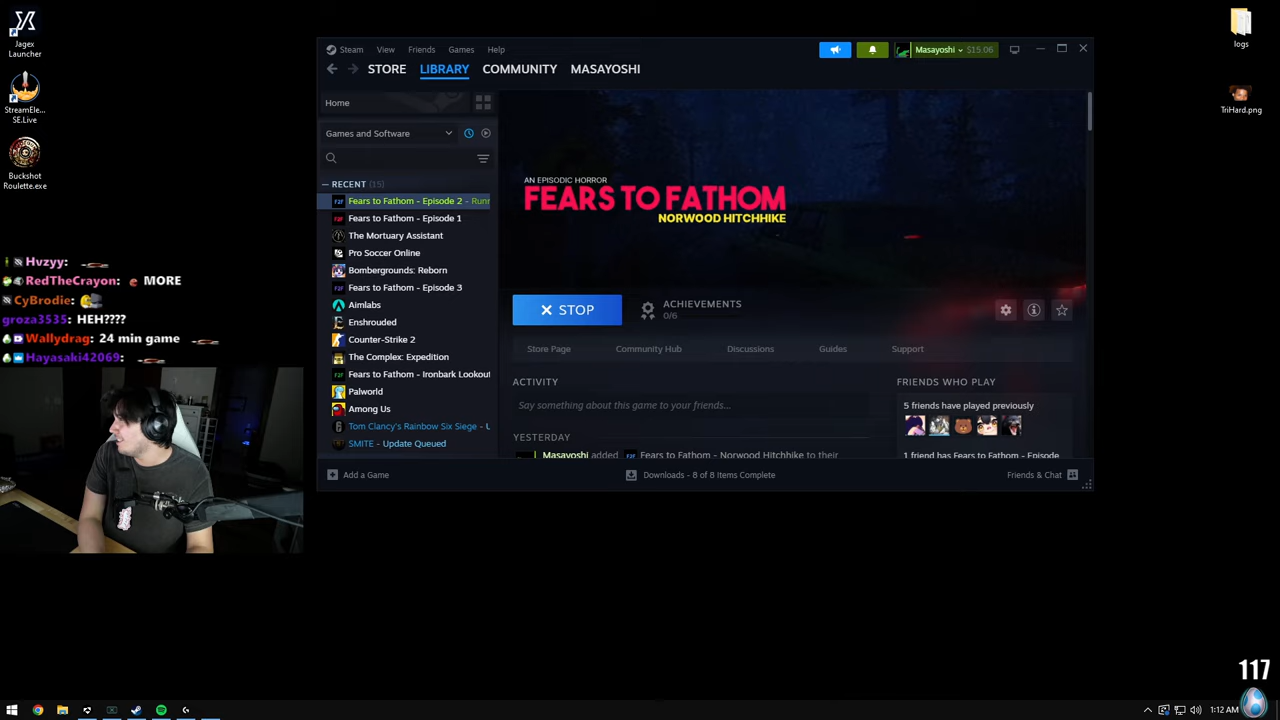 Jagex
Launcher
StreamEle...
SE.Live
Buckshot
Roulette.exe
logs
TriHard.png
Steam
View
Friends
Games
Help
Masayoshi
$15.06
STORE
LIBRARY
COMMUNITY
MASAYOSHI
Home
Games and Software
RECENT (15)
Fears to Fathom - Episode 2 - Runn
Fears to Fathom - Episode 1
The Mortuary Assistant
Pro Soccer Online
Bombergrounds: Reborn
Fears to Fathom - Episode 3
Aimlabs
Enshrouded
Counter-Strike 2
The Complex: Expedition
Fears to Fathom - Ironbark Lookout
Palworld
Among Us
Tom Clancy's Rainbow Six Siege - U
SMITE - Update Queued
AN EPISODIC HORROR
FEARS TO FATHOM
NORWOOD HITCHHIKE
STOP
ACHIEVEMENTS
0/6
Store Page
Community Hub
Discussions
Guides
Support
ACTIVITY
Say something about this game to your friends...
YESTERDAY
Masayoshi added
Fears to Fathom - Norwood Hitchhike to their
FRIENDS WHO PLAY
5 friends have played previously
1 friend has Fears to Fathom - Episode
Add a Game
Downloads - 8 of 8 Items Complete
Friends & Chat
Hvzyy:
RedTheCrayon: MORE
CyBrodie:
groza3535: HEH????
Wallydrag: 24 min game
Hayasaki42069:
117
1:12 AM